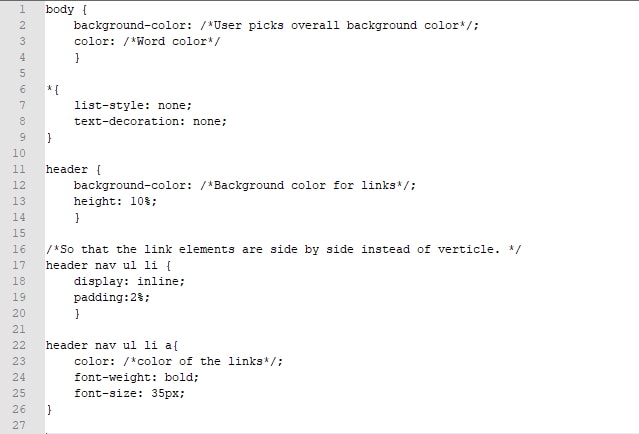 1 body {
2 background-color: /*User picks overall background color*/;
3 color: /*Word color*/
4 }
5
6 *{
7 list-style: none;
8 text-decoration: none;
9 }
10
11 header {
12 background-color: /*Background color for links*/;
13 height: 10%;
14 }
15
16 /*So that the link elements are side by side instead of verticle. */
17 header nav ul li {
18 display: inline;
19 padding:2%;
20 }
21
22 header nav ul li a{
23 color: /*color of the links*/;
24 font-weight: bold;
25 font-size: 35px;
26 }
27